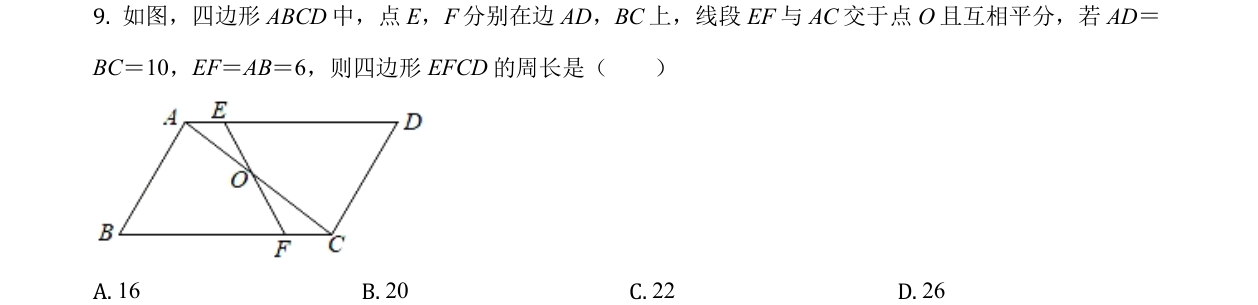 9. 如图，四边形 ABCD 中，点 E，F 分别在边 AD，BC 上，线段 EF 与 AC 交于点 O 且互相平分，若 AD＝
BC＝10，EF＝AB＝6，则四边形 EFCD 的周长是（　　）
A E D
O
B F C
A. 16 B. 20 C. 22 D. 26